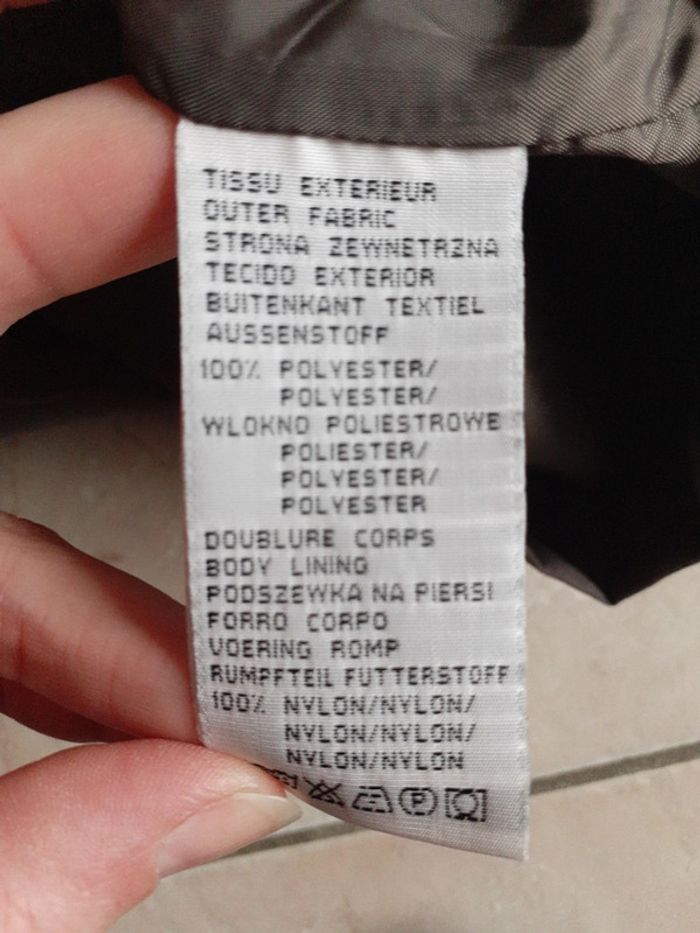 TISSU EXTERIEUR
OUTER FABRIC
STRONA ZEWNETRZNA
TECIDO EXTERIOR
BUITENKANT TEXTIEL
AUSSENSTOFF
100% POLYESTER/
POLYESTER/
WLOKNO POLIESTROWE
POLIESTER/
POLYESTER/
POLYESTER
DOUBLURE CORPS
BODY LINING
PODSZEWKA NA PIERSI
FORRO CORPO
VOERING ROMP
RUMPFTEIL FUTTERSTOFF
100% NYLON/NYLON/
NYLON/NYLON/
NYLON/NYLON
P